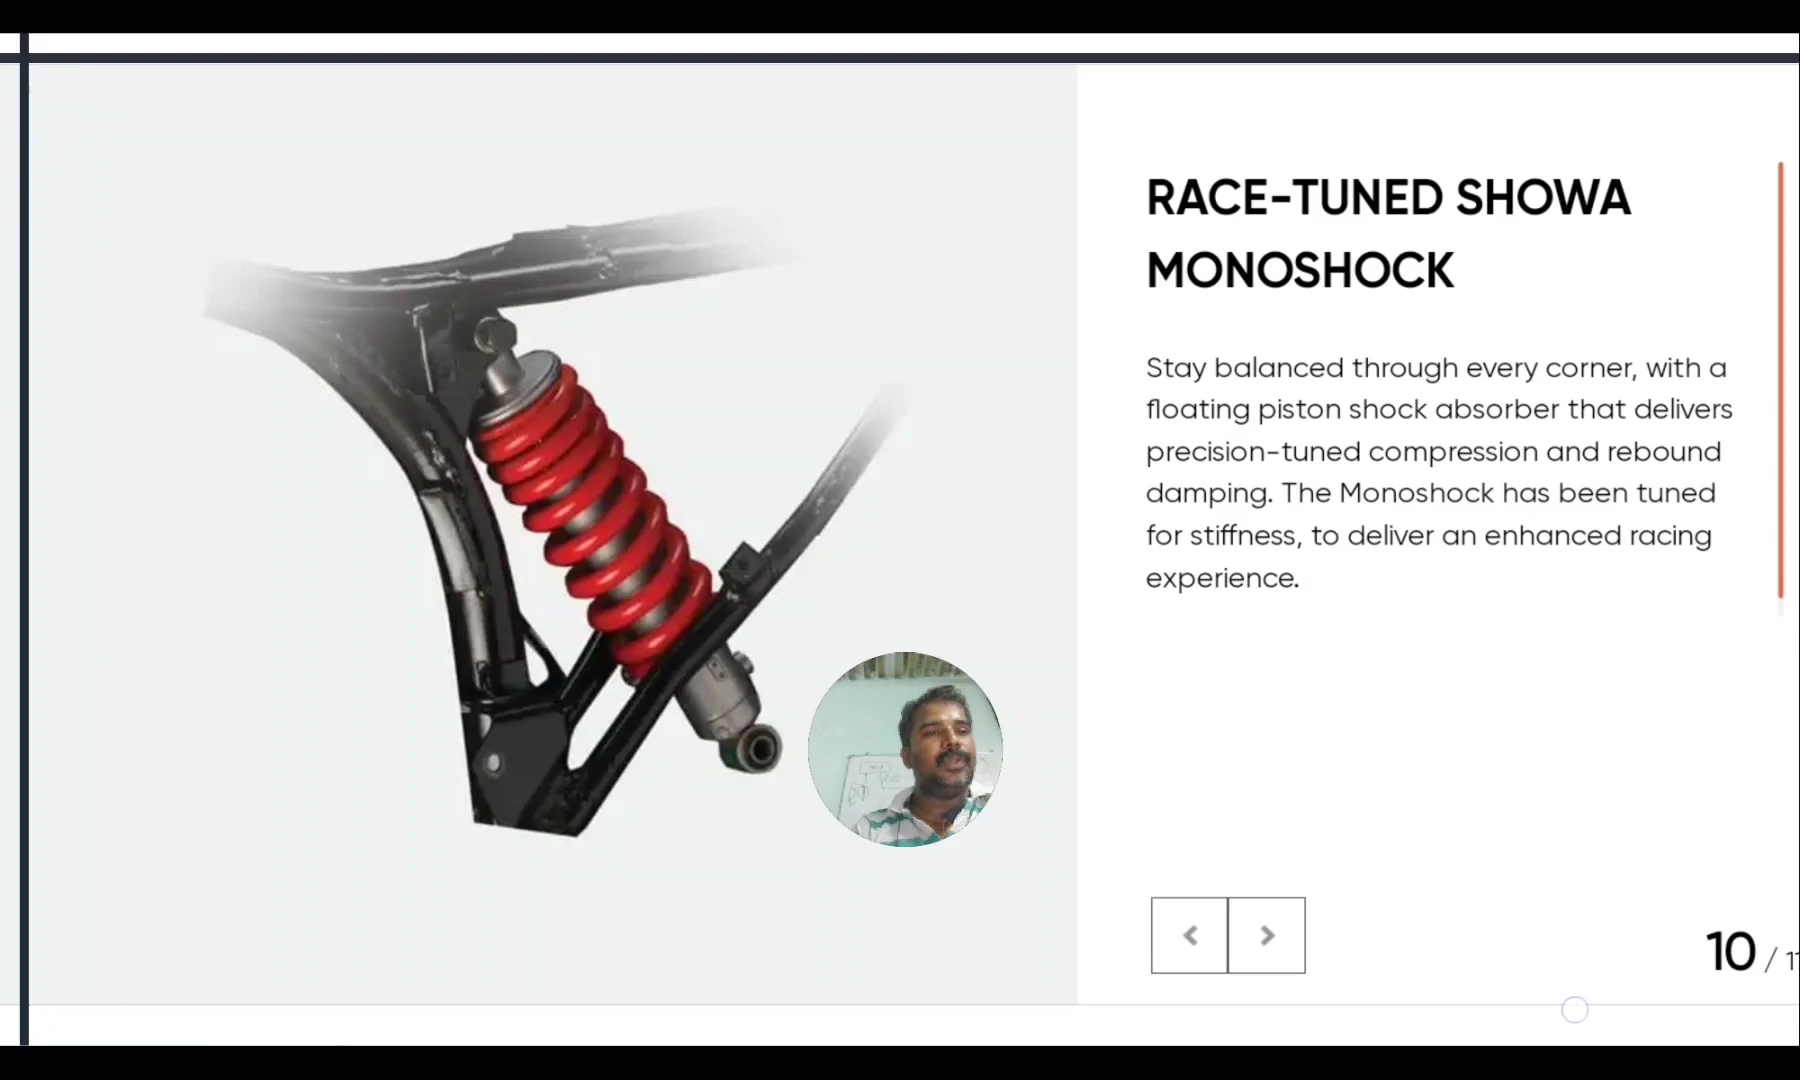 RACE-TUNED SHOWA
MONOSHOCK
Stay balanced through every corner, with a
floating piston shock absorber that delivers
precision-tuned compression and rebound
damping. The Monoshock has been tuned
for stiffness, to deliver an enhanced racing
experience.
10 / 11